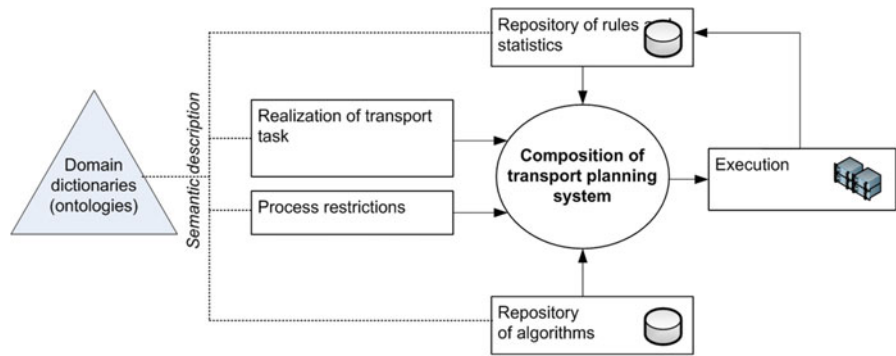 Repository of rules and
statistics
Semantic description
Realization of transport
task
Domain
dictionaries
(ontologies)
Composition of
transport planning
system
Execution
Process restrictions
Repository
of algorithms